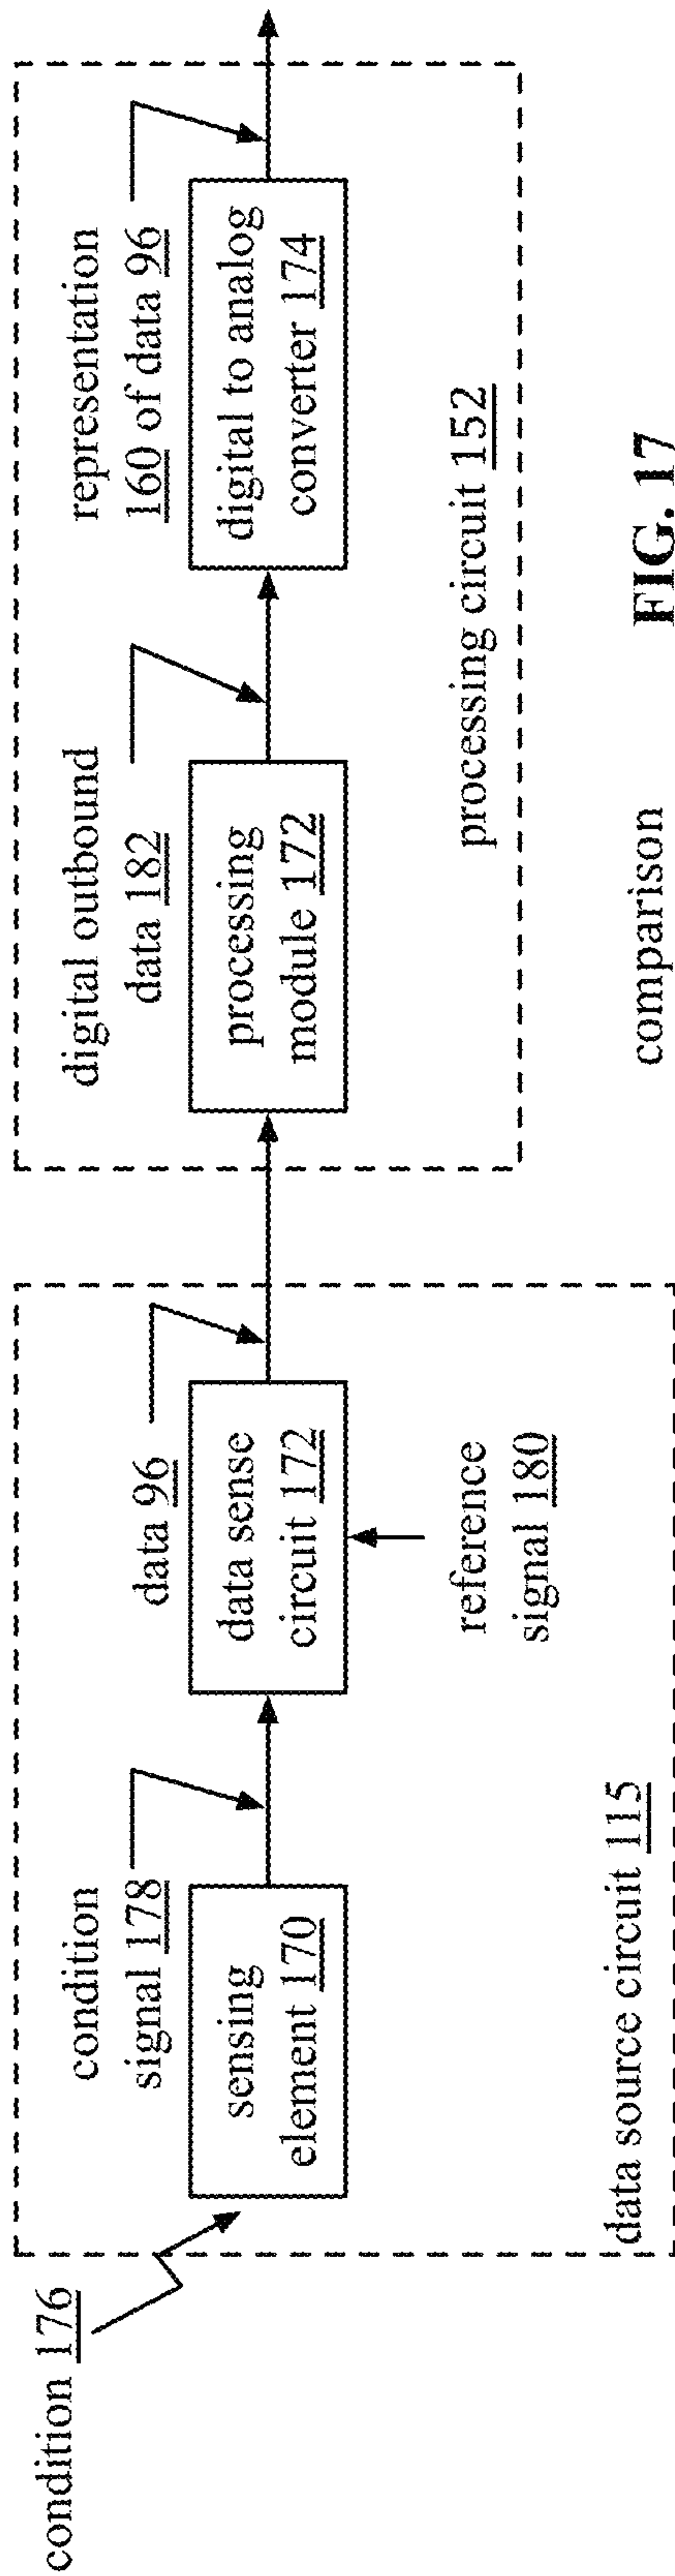 condition 176
condition
signal 178
sensing
element 170
data 96
data sense
circuit 172
reference
signal 180
data source circuit 115
digital outbound
data 182
processing
module 172
representation
160 of data 96
digital to analog
converter 174
processing circuit 152
comparison
FIG. 17